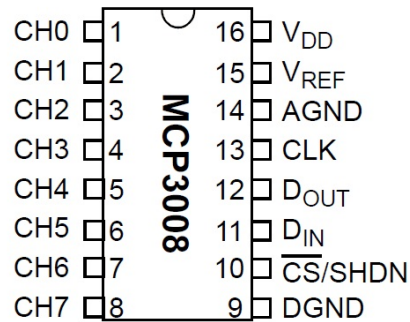 CH0 1 16 VDD
CH1 2 15 VREF
CH2 3 14 AGND
CH3 4 13 CLK
CH4 5 12 DOUT
CH5 6 11 DIN
CH6 7 10 C̅S̅/SHDN
CH7 8 9 DGND
MCP3008